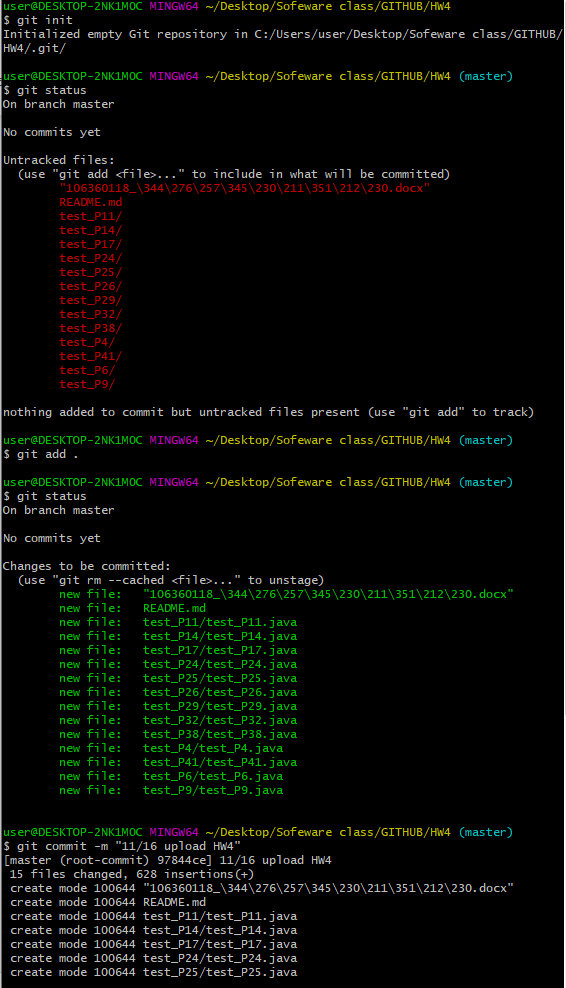 user@DESKTOP-2NK1MOC MINGW64 ~/Desktop/Sofeware class/GITHUB/HW4
$ git init
Initialized empty Git repository in C:/Users/user/Desktop/Sofeware class/GITHUB/
HW4/.git/
user@DESKTOP-2NK1MOC MINGW64 ~/Desktop/Sofeware class/GITHUB/HW4 (master)
$ git status
On branch master
No commits yet
Untracked files:
(use "git add <file>..." to include in what will be committed)
"106360118_\344\276\257\345\230\211\351\212\230.docx"
README.md
test_P11/
test_P14/
test_P17/
test_P24/
test_P25/
test_P26/
test_P29/
test_P32/
test_P38/
test_P4/
test_P41/
test_P6/
test_P9/
nothing added to commit but untracked files present (use "git add" to track)
user@DESKTOP-2NK1MOC MINGW64 ~/Desktop/Sofeware class/GITHUB/HW4 (master)
$ git add .
user@DESKTOP-2NK1MOC MINGW64 ~/Desktop/Sofeware class/GITHUB/HW4 (master)
$ git status
On branch master
No commits yet
Changes to be committed:
(use "git rm --cached <file>..." to unstage)
new file:   "106360118_\344\276\257\345\230\211\351\212\230.docx"
new file:   README.md
new file:   test_P11/test_P11.java
new file:   test_P14/test_P14.java
new file:   test_P17/test_P17.java
new file:   test_P24/test_P24.java
new file:   test_P25/test_P25.java
new file:   test_P26/test_P26.java
new file:   test_P29/test_P29.java
new file:   test_P32/test_P32.java
new file:   test_P38/test_P38.java
new file:   test_P4/test_P4.java
new file:   test_P41/test_P41.java
new file:   test_P6/test_P6.java
new file:   test_P9/test_P9.java
user@DESKTOP-2NK1MOC MINGW64 ~/Desktop/Sofeware class/GITHUB/HW4 (master)
$ git commit -m "11/16 upload HW4"
[master (root-commit) 97844ce] 11/16 upload HW4
15 files changed, 628 insertions(+)
create mode 100644 "106360118_\344\276\257\345\230\211\351\212\230.docx"
create mode 100644 README.md
create mode 100644 test_P11/test_P11.java
create mode 100644 test_P14/test_P14.java
create mode 100644 test_P17/test_P17.java
create mode 100644 test_P24/test_P24.java
create mode 100644 test_P25/test_P25.java